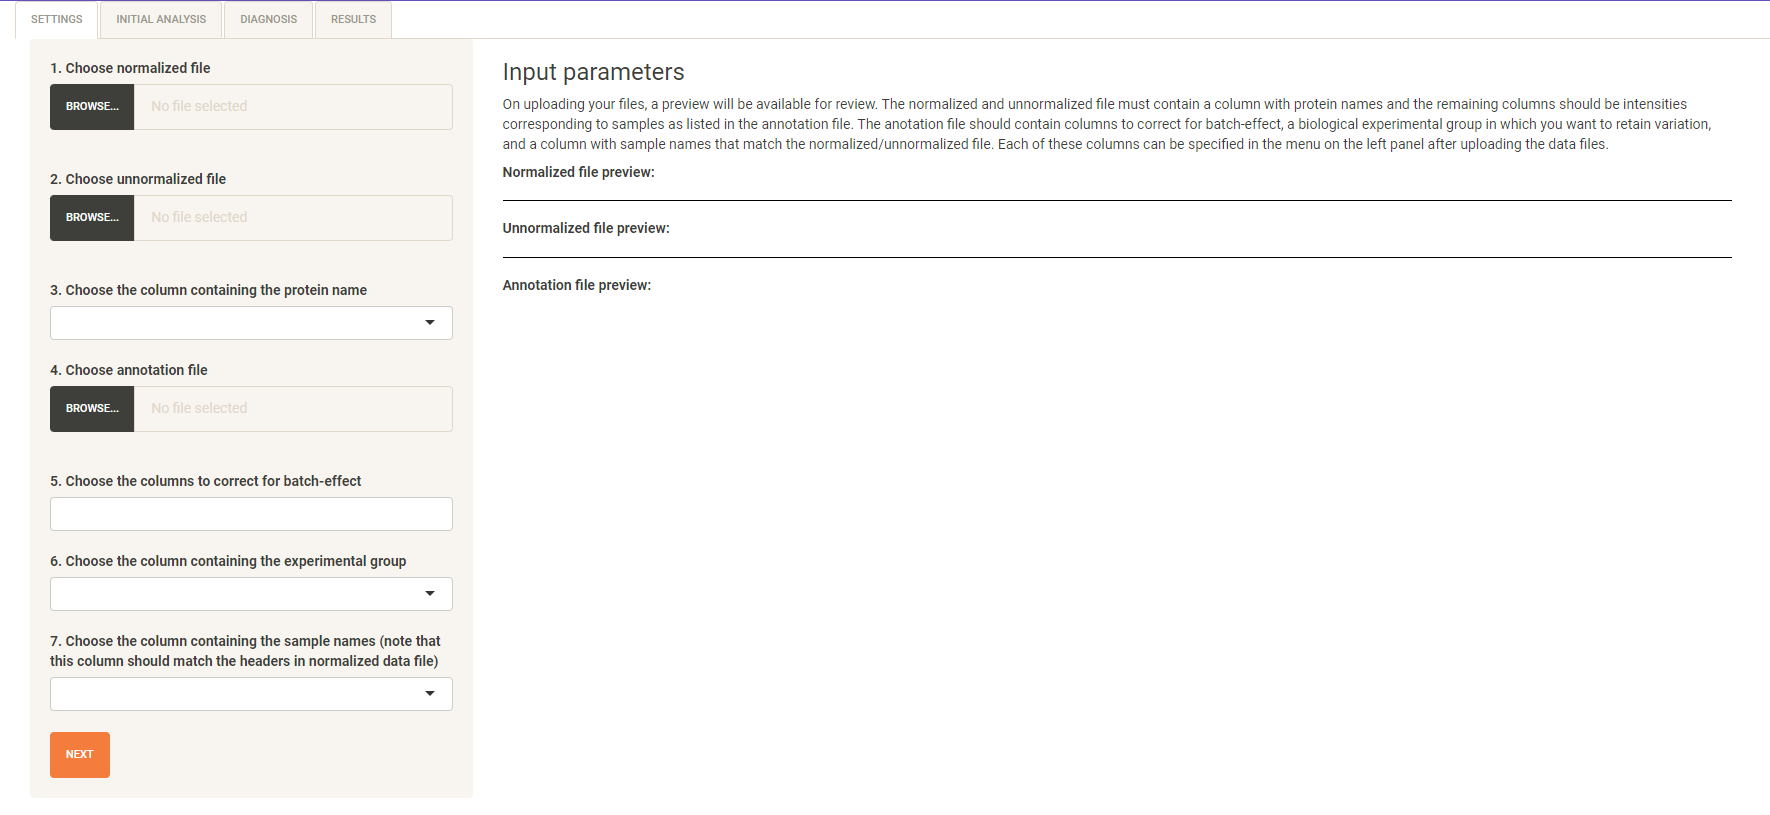 SETTINGS
INITIAL ANALYSIS
DIAGNOSIS
RESULTS
1. Choose normalized file
BROWSE...
No file selected
2. Choose unnormalized file
BROWSE...
No file selected
3. Choose the column containing the protein name
4. Choose annotation file
BROWSE...
No file selected
5. Choose the columns to correct for batch-effect
6. Choose the column containing the experimental group
7. Choose the column containing the sample names (note that
this column should match the headers in normalized data file)
NEXT
Input parameters
On uploading your files, a preview will be available for review. The normalized and unnormalized file must contain a column with protein names and the remaining columns should be intensities
corresponding to samples as listed in the annotation file. The anotation file should contain columns to correct for batch-effect, a biological experimental group in which you want to retain variation,
and a column with sample names that match the normalized/unnormalized file. Each of these columns can be specified in the menu on the left panel after uploading the data files.
Normalized file preview:
Unnormalized file preview:
Annotation file preview: